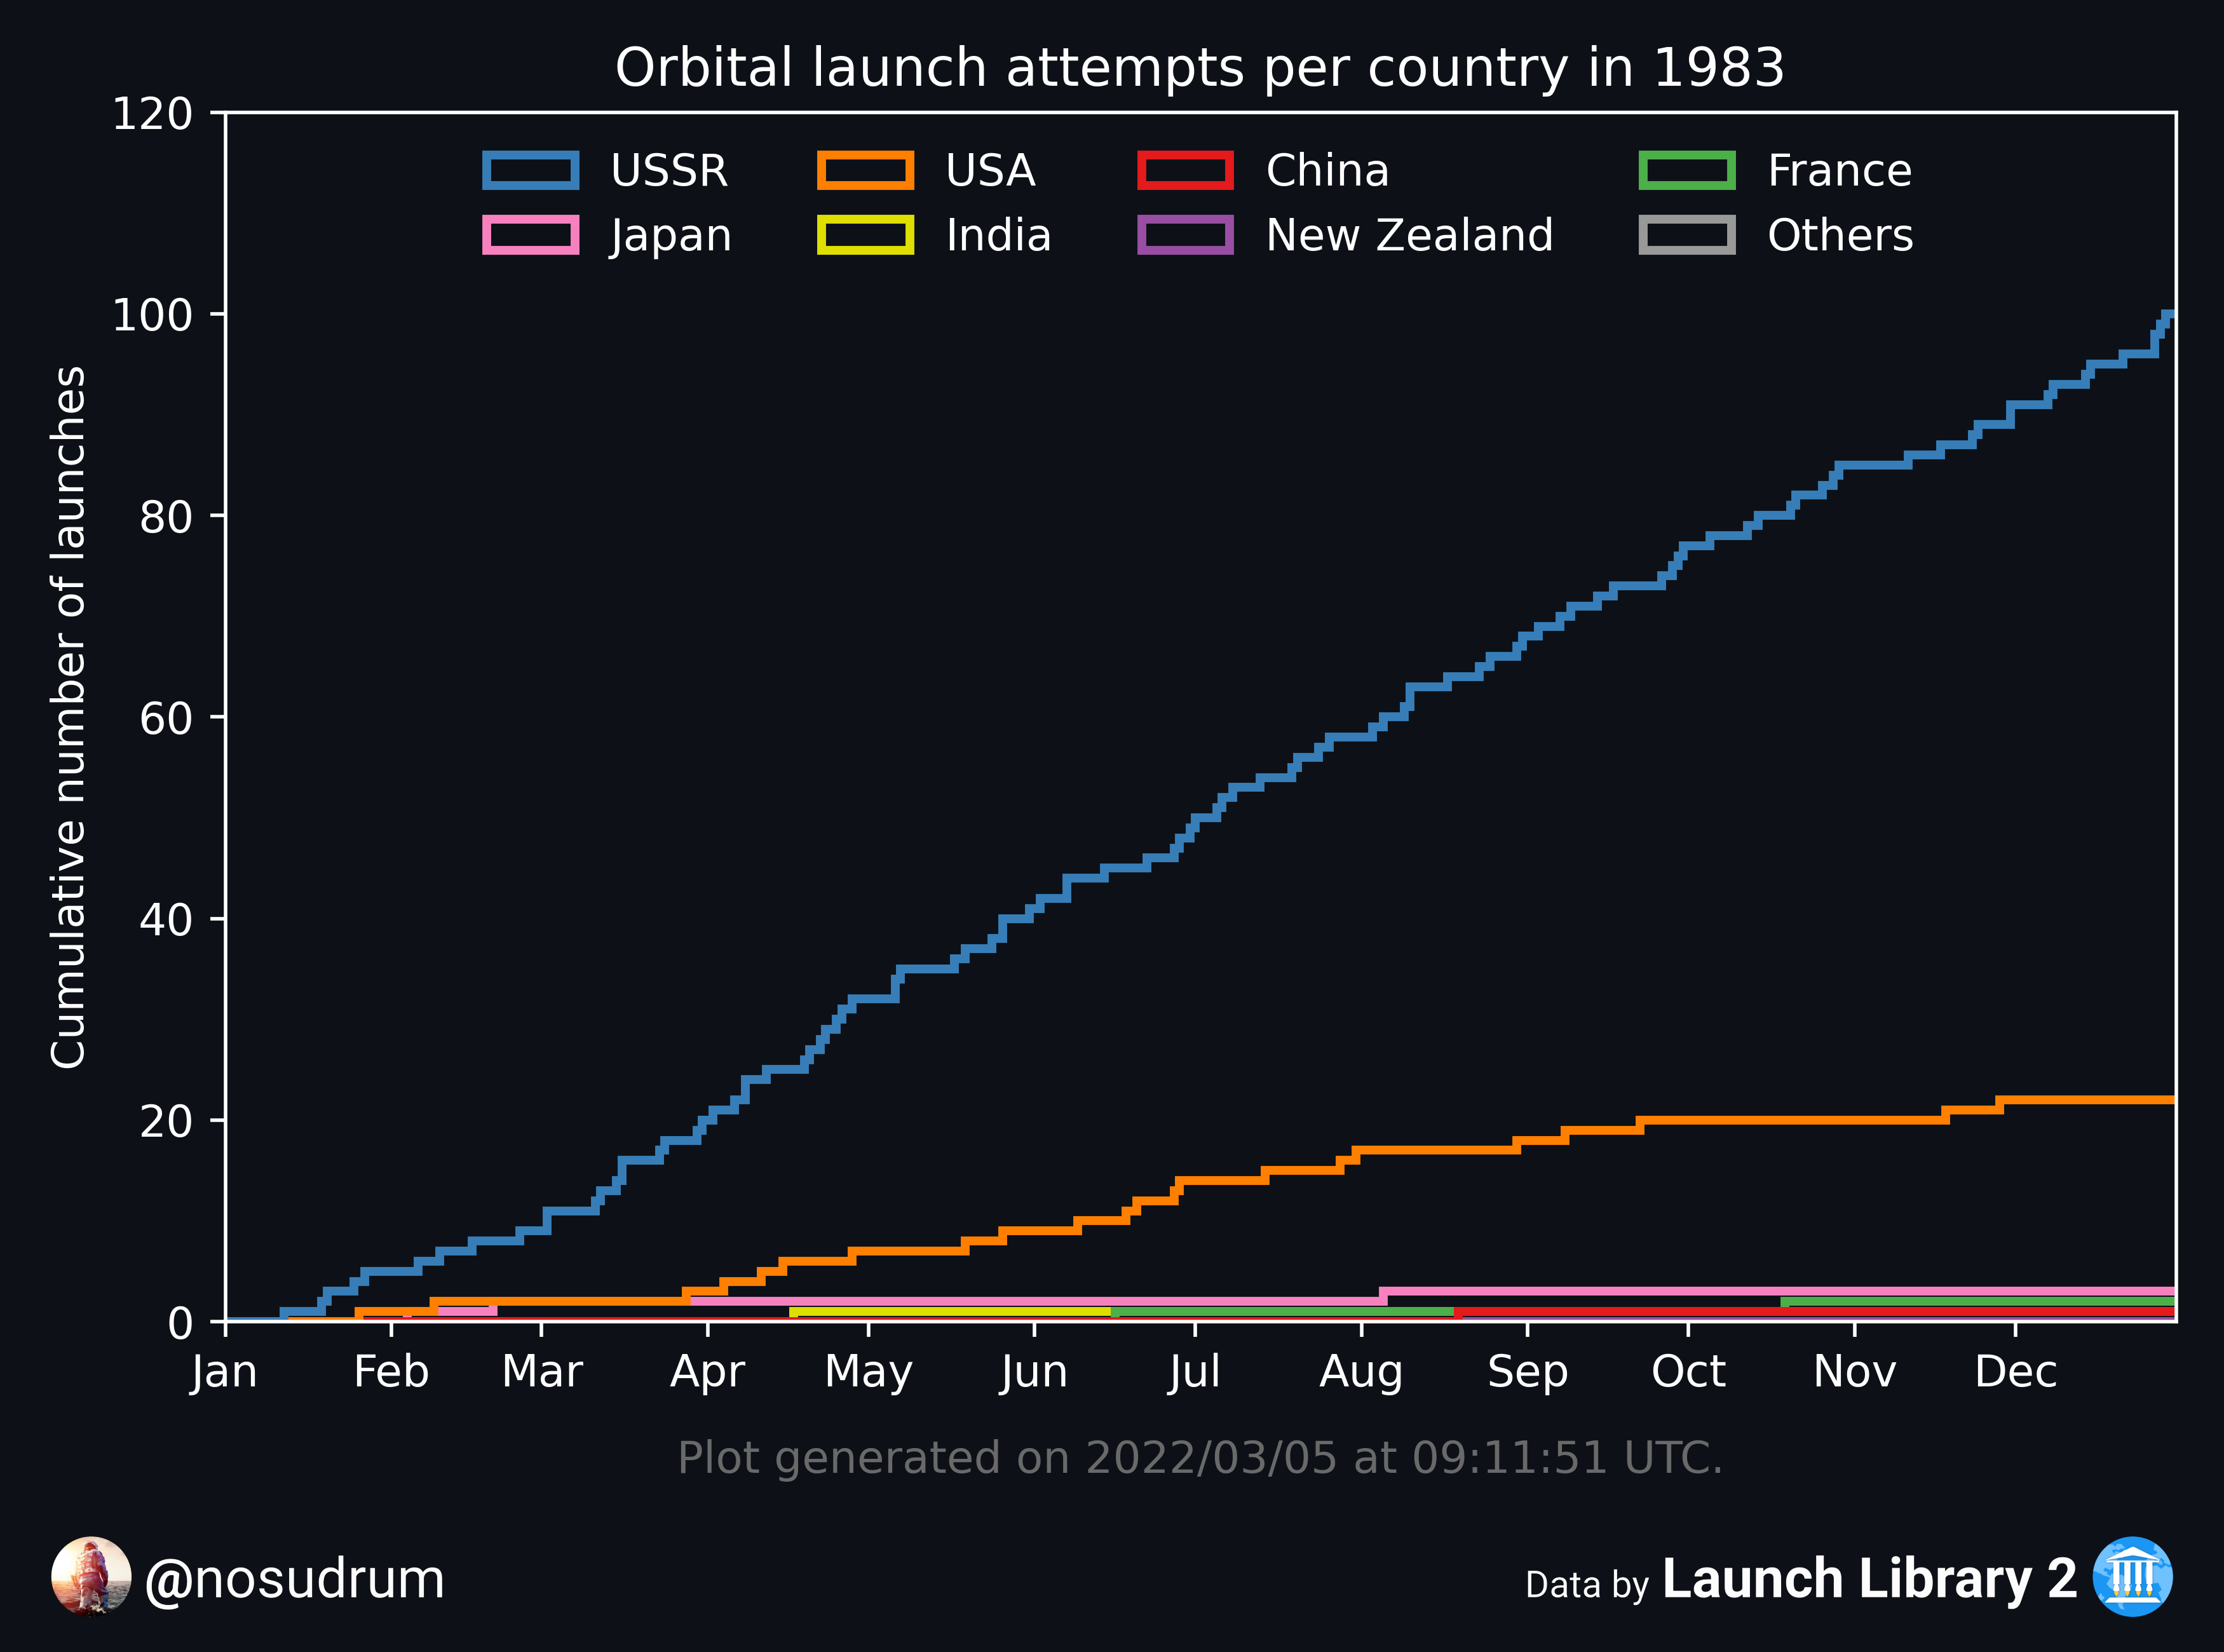 Orbital launch attempts per country in 1983
120
USSR USA China France
Japan India New Zealand Others
100
80
60
40
20
0
Cumulative number of launches
Jan Feb Mar Apr May Jun Jul Aug Sep Oct Nov Dec
Plot generated on 2022/03/05 at 09:11:51 UTC.
@nosudrum
Data by Launch Library 2